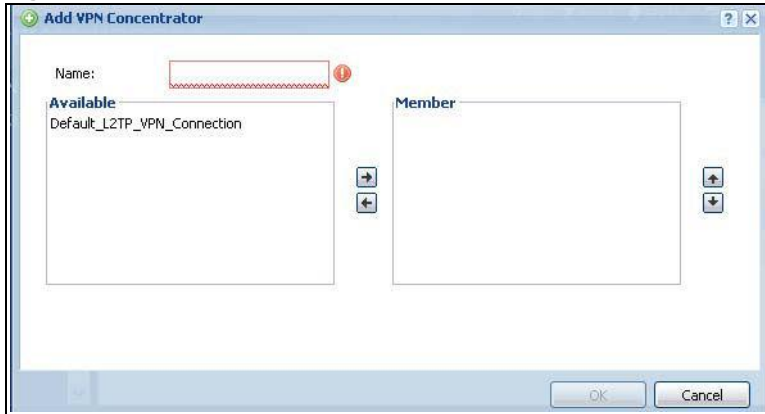 Add VPN Concentrator
Name:
Available
Default_L2TP_VPN_Connection
Member
OK
Cancel